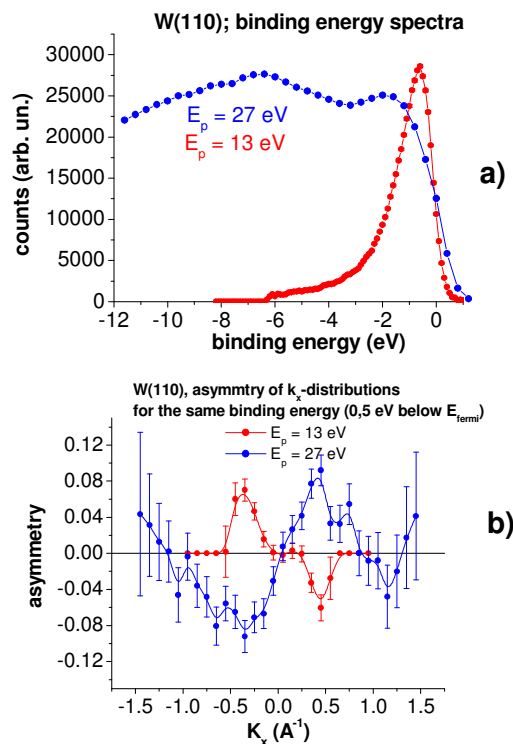 W(110); binding energy spectra
30000
25000
20000
15000
10000
5000
0
counts (arb. un.)
E_p = 27 eV
E_p = 13 eV
a)
-12 -10 -8 -6 -4 -2 0
binding energy (eV)
W(110), asymmtry of k_x-distributions
for the same binding energy (0,5 eV below E_fermi)
E_p = 13 eV
E_p = 27 eV
0.12
0.08
0.04
0.00
-0.04
-0.08
-0.12
asymmetry
b)
-1.5 -1.0 -0.5 0.0 0.5 1.0 1.5
K_x (A⁻¹)